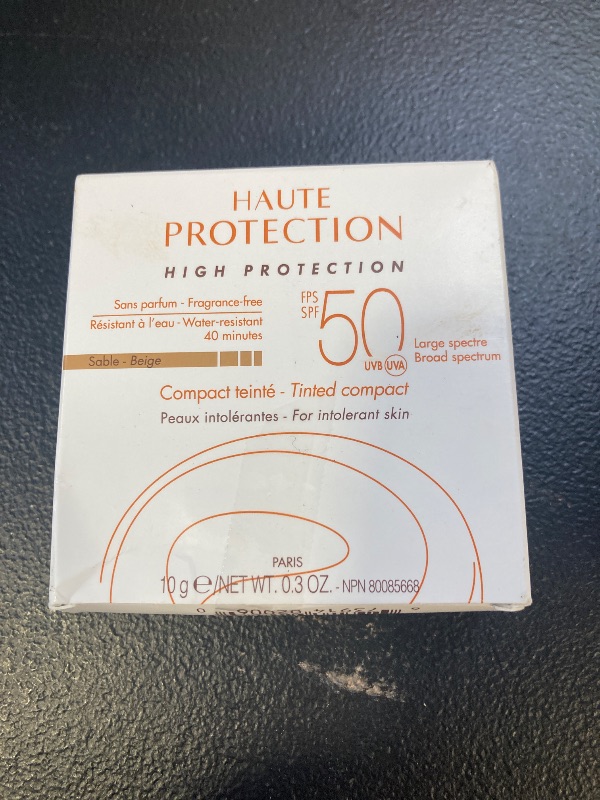 HAUTE
PROTECTION
HIGH PROTECTION
Sans parfum - Fragrance-free
Résistant à l'eau - Water-resistant
40 minutes
FPS
SPF
50
UVB UVA
Large spectre
Broad spectrum
Sable - Beige
Compact teinté - Tinted compact
Peaux intolérantes - For intolerant skin
PARIS
10 g e/NET WT. 0.3 OZ. - NPN 80085668